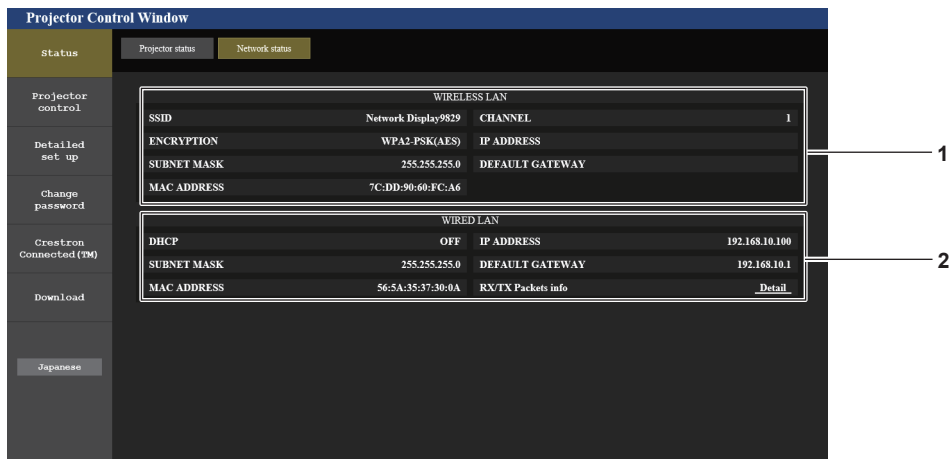 Projector Control Window
Status
Projector status
Network status
Projector
control
Detailed
set up
Change
password
Crestron
Connected(TM)
Download
Japanese
WIRELESS LAN
SSID Network Display9829 CHANNEL 1
ENCRYPTION WPA2-PSK(AES) IP ADDRESS
SUBNET MASK 255.255.255.0 DEFAULT GATEWAY
MAC ADDRESS 7C:DD:90:60:FC:A6
1
WIRED LAN
DHCP OFF IP ADDRESS 192.168.10.100
SUBNET MASK 255.255.255.0 DEFAULT GATEWAY 192.168.10.1
MAC ADDRESS 56:5A:35:37:30:0A RX/TX Packets info Detail
2